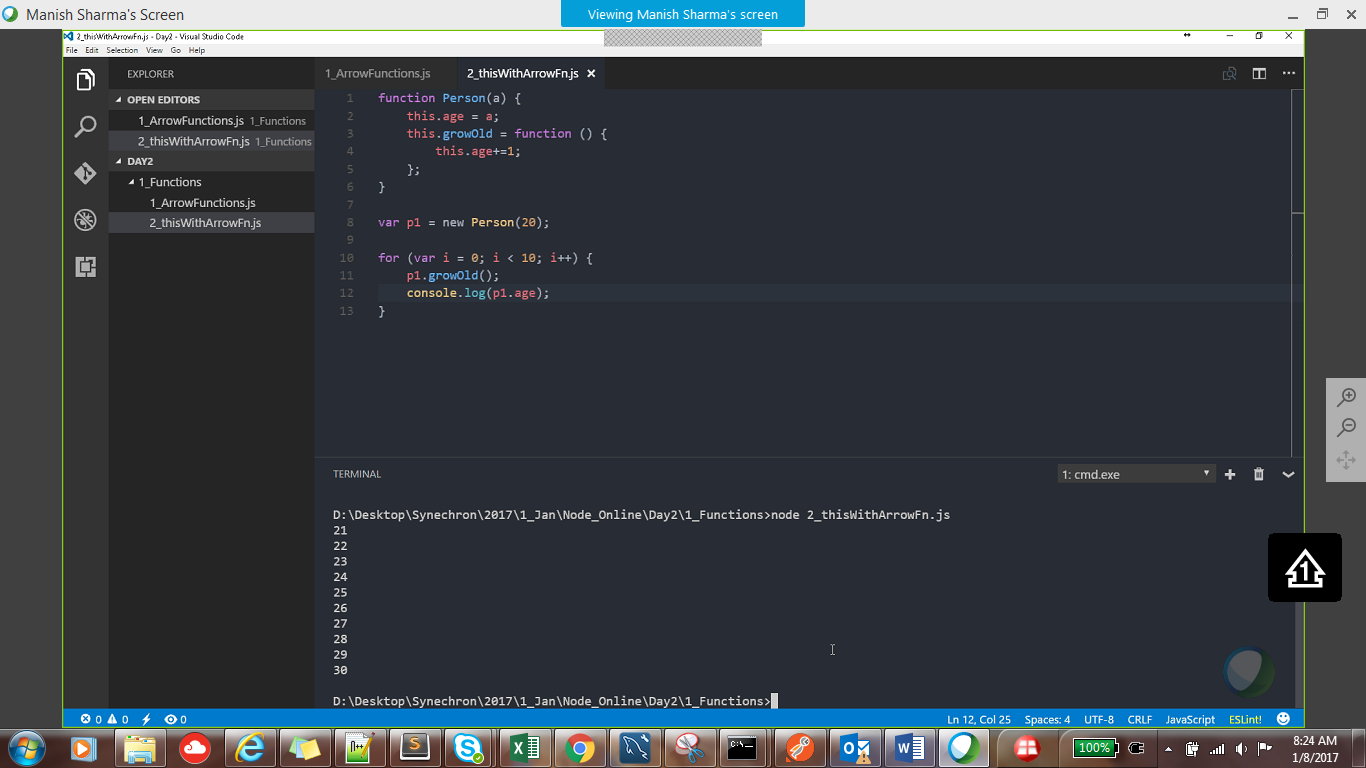 Manish Sharma's Screen
Viewing Manish Sharma's screen
2_thisWithArrowFn.js - Day2 - Visual Studio Code
File Edit Selection View Go Help
EXPLORER
OPEN EDITORS
1_ArrowFunctions.js 1_Functions
2_thisWithArrowFn.js 1_Functions
DAY2
1_Functions
1_ArrowFunctions.js
2_thisWithArrowFn.js
1_ArrowFunctions.js 2_thisWithArrowFn.js
1 function Person(a) {
2 this.age = a;
3 this.growOld = function () {
4 this.age+=1;
5 };
6 }
7
8 var p1 = new Person(20);
9
10 for (var i = 0; i < 10; i++) {
11 p1.growOld();
12 console.log(p1.age);
13 }
TERMINAL
1: cmd.exe
D:\Desktop\Synechron\2017\1_Jan\Node_Online\Day2\1_Functions>node 2_thisWithArrowFn.js
21
22
23
24
25
26
27
28
29
30
D:\Desktop\Synechron\2017\1_Jan\Node_Online\Day2\1_Functions>
1
0 0 0
Ln 12, Col 25 Spaces: 4 UTF-8 CRLF JavaScript ESLint!
100%
8:24 AM
1/8/2017